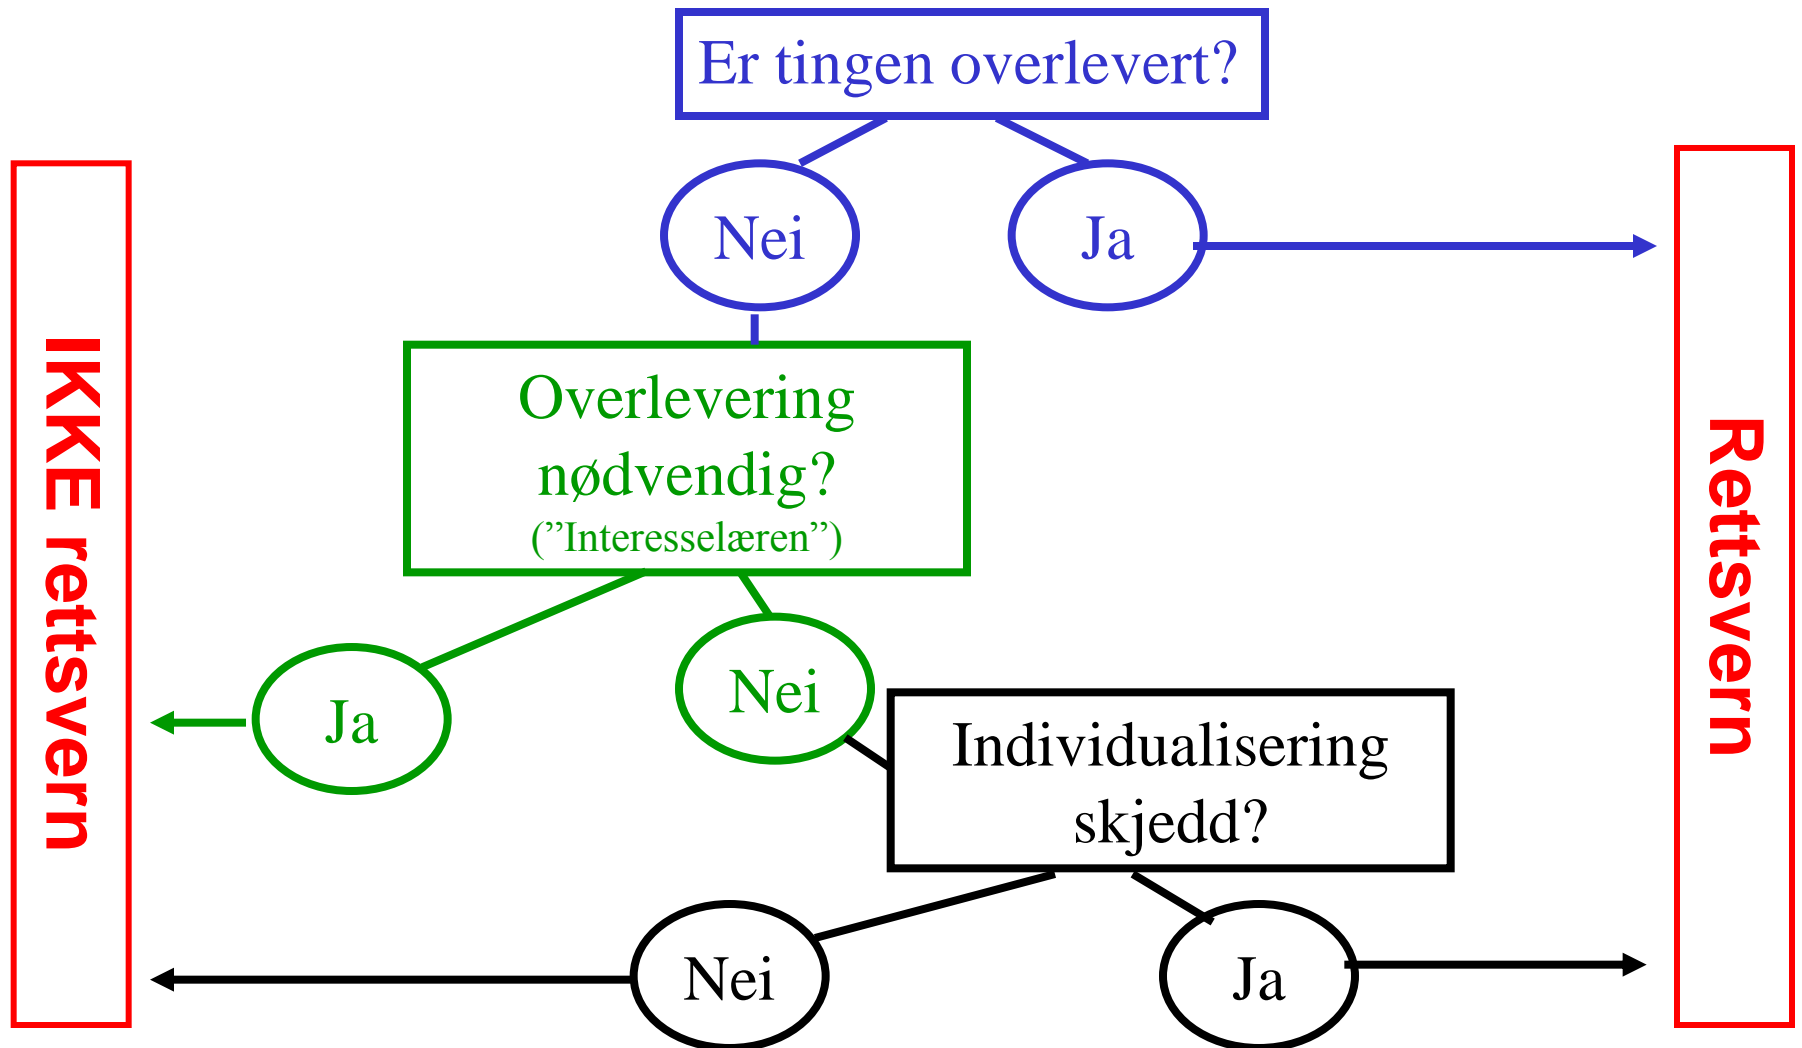 Er tingen overlevert?
Nei
Ja
IKKE rettsvern
Rettsvern
Overlevering
nødvendig?
(”Interesselæren”)
Ja
Nei
Individualisering
skjedd?
Nei
Ja